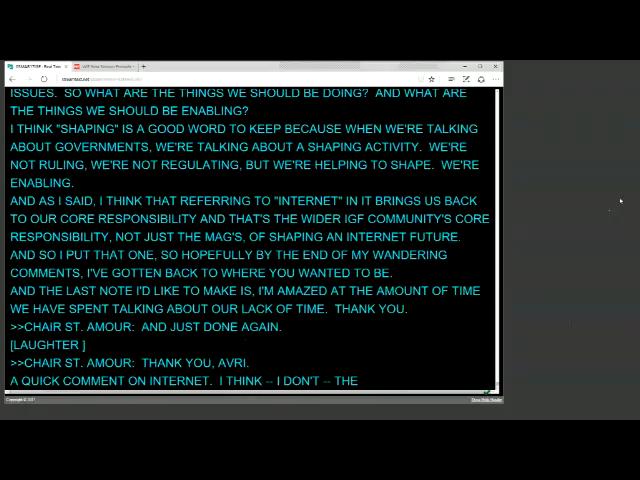 ISSUES.  SO WHAT ARE THE THINGS WE SHOULD BE DOING?  AND WHAT ARE
THE THINGS WE SHOULD BE ENABLING?
I THINK "SHAPING" IS A GOOD WORD TO KEEP BECAUSE WHEN WE'RE TALKING
ABOUT GOVERNMENTS, WE'RE TALKING ABOUT A SHAPING ACTIVITY.  WE'RE
NOT RULING, WE'RE NOT REGULATING, BUT WE'RE HELPING TO SHAPE.  WE'RE
ENABLING.
AND AS I SAID, I THINK THAT REFERRING TO "INTERNET" IN IT BRINGS US BACK
TO OUR CORE RESPONSIBILITY AND THAT'S THE WIDER IGF COMMUNITY'S CORE
RESPONSIBILITY, NOT JUST THE MAG'S, OF SHAPING AN INTERNET FUTURE.
AND SO I PUT THAT ONE, SO HOPEFULLY BY THE END OF MY WANDERING
COMMENTS, I'VE GOTTEN BACK TO WHERE YOU WANTED TO BE.
AND THE LAST NOTE I'D LIKE TO MAKE IS, I'M AMAZED AT THE AMOUNT OF TIME
WE HAVE SPENT TALKING ABOUT OUR LACK OF TIME.  THANK YOU.
>>CHAIR ST. AMOUR:  AND JUST DONE AGAIN.
[LAUGHTER ]
>>CHAIR ST. AMOUR:  THANK YOU, AVRI.
A QUICK COMMENT ON INTERNET.  I THINK -- I DON'T -- THE